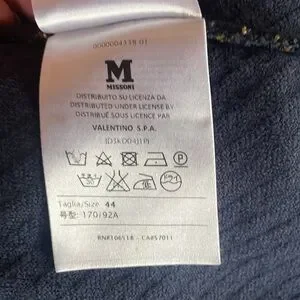 0000004338 01
M
MISSONI
DISTRIBUITO SU LICENZA DA
DISTRIBUTED UNDER LICENSE BY
DISTRIBUÉ SOUS LICENCE PAR
VALENTINO S.P.A.
Taglia/Size 44
号型: 170/92A
RN#106518 - CA#57011